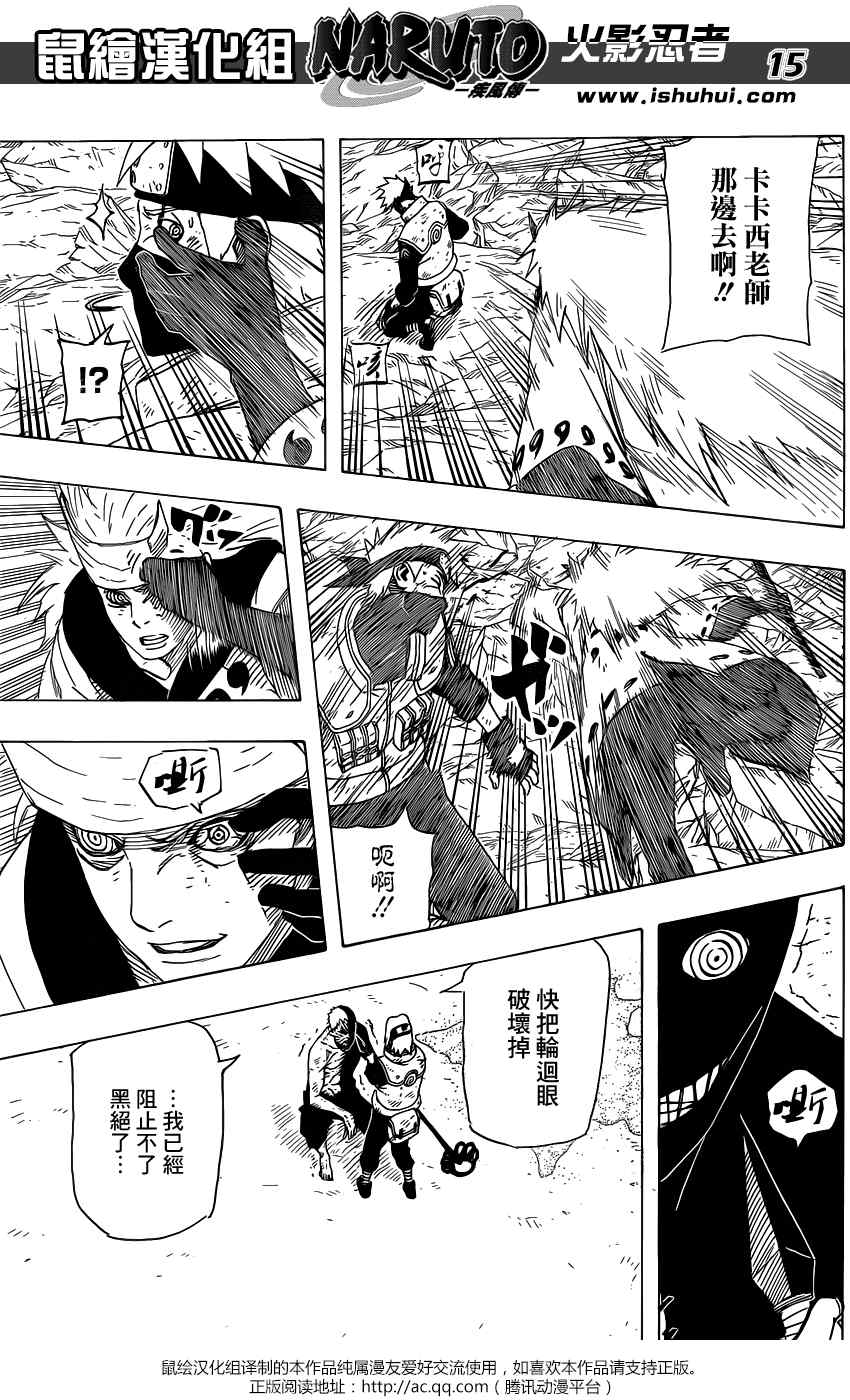 鼠繪漢化組
NARUTO
火影忍者
15
疾風傳
www.ishuhui.com
卡卡西老師
那邊去啊!!
咳
!?
ガッ
呃啊!!
快把輪迴眼
破壞掉
…我已經
阻止不了
黑絕了…
鼠绘汉化组译制的本作品纯属漫友爱好交流使用，如喜欢本作品请支持正版。
正版阅读地址：http://ac.qq.com（腾讯动漫平台）